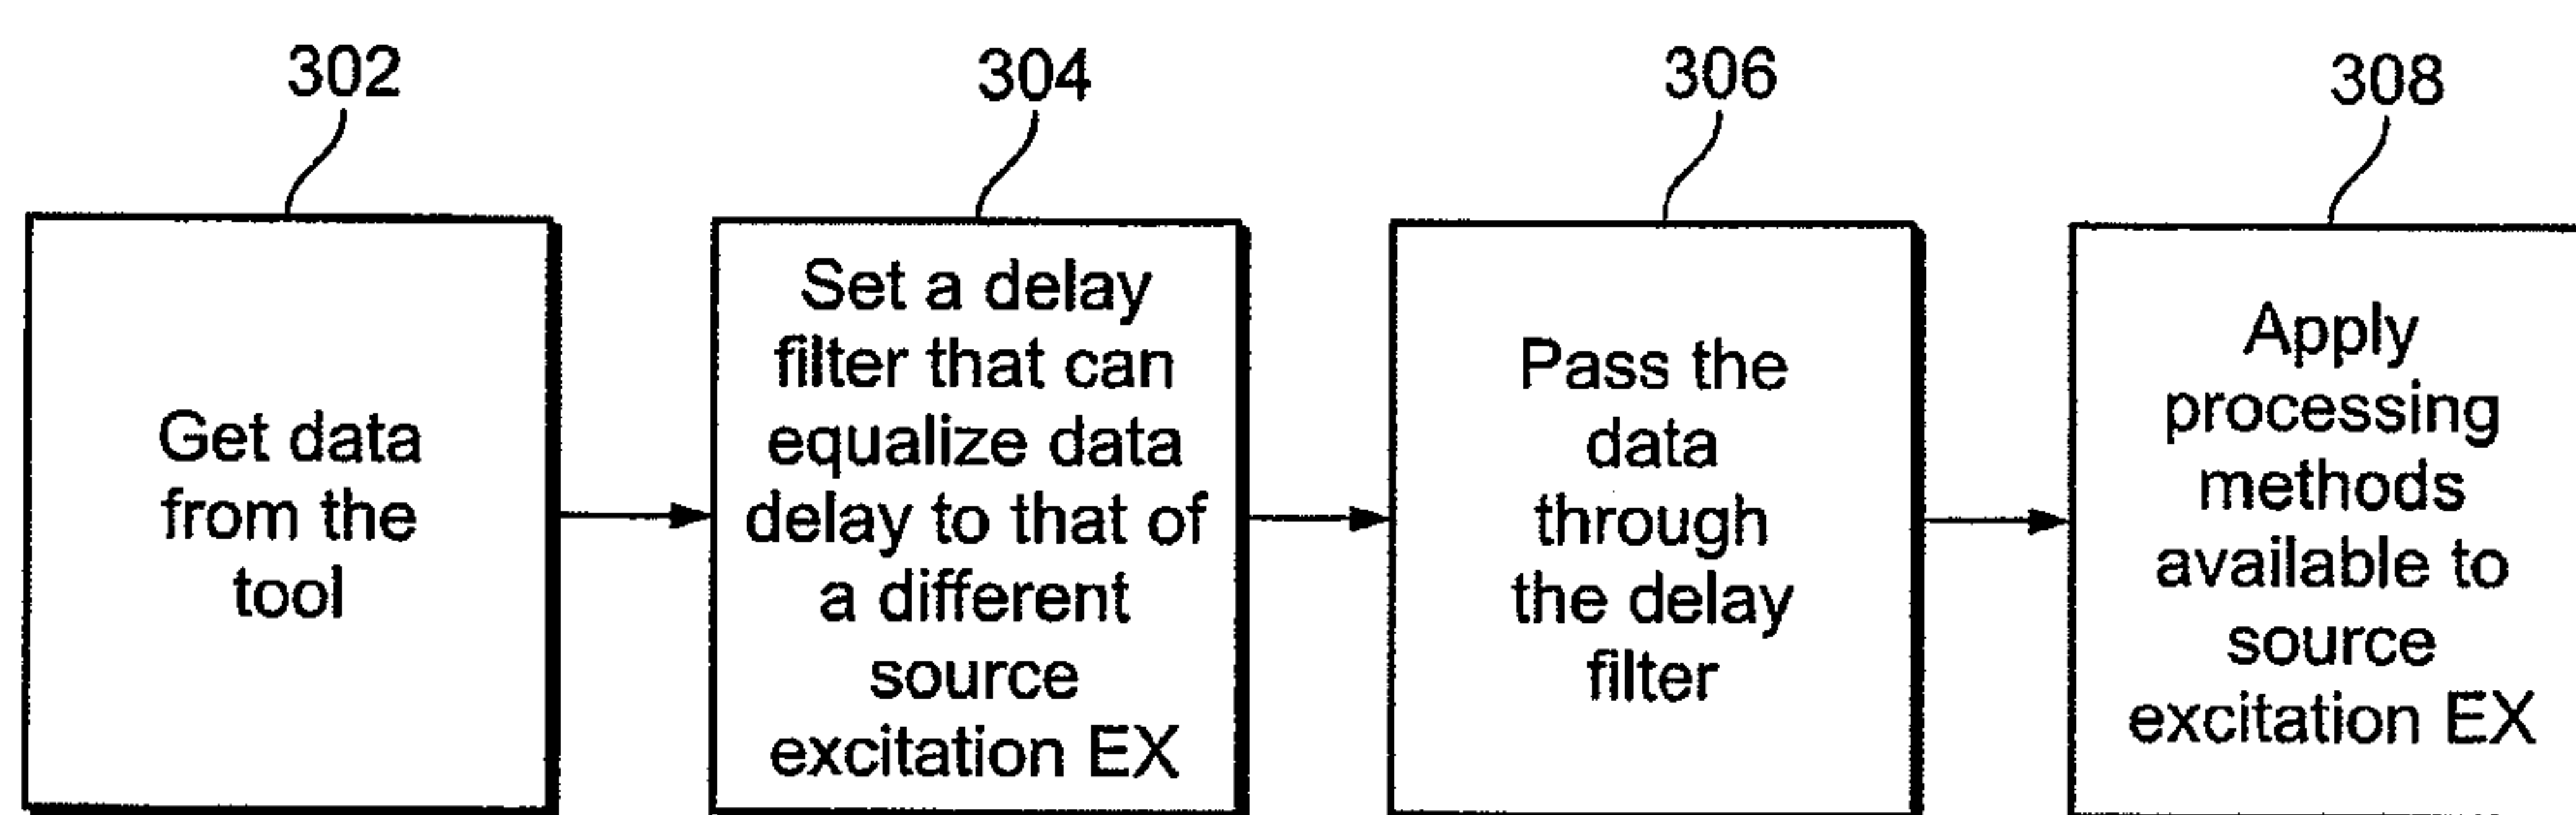 302
304
306
308
Get data
from the
tool
Set a delay
filter that can
equalize data
delay to that of
a different
source
excitation EX
Pass the
data
through
the delay
filter
Apply
processing
methods
available to
source
excitation EX